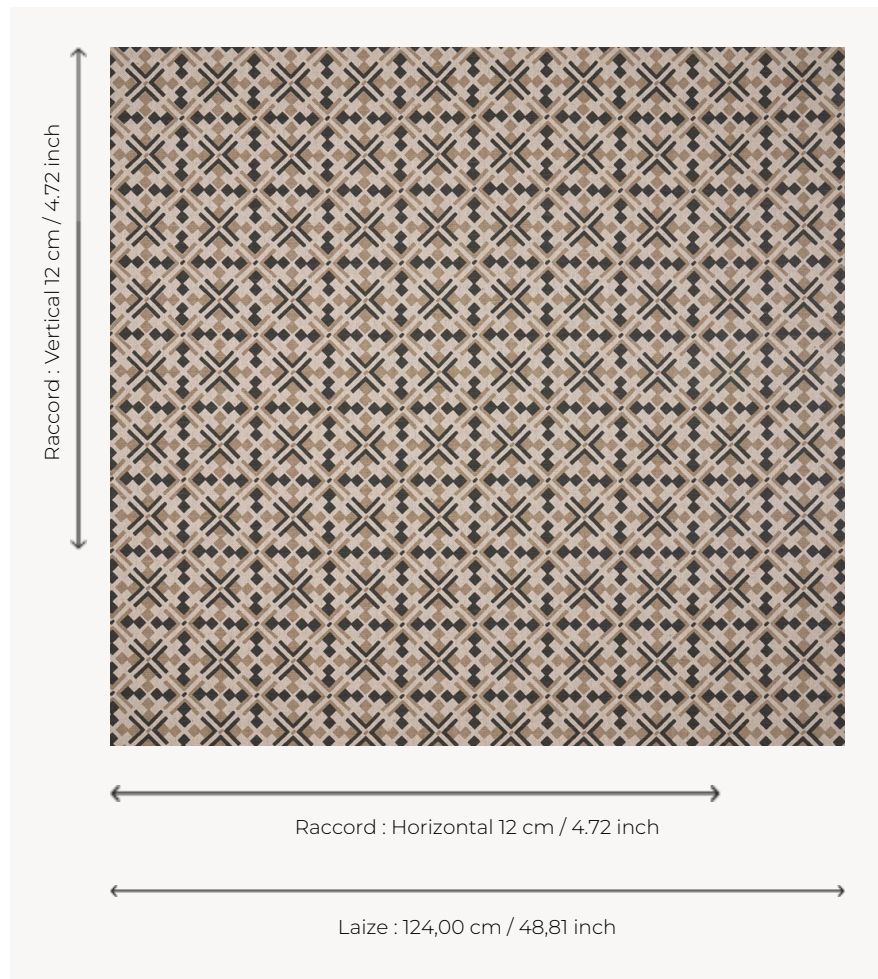 Raccord : Vertical 12 cm / 4.72 inch
Raccord : Horizontal 12 cm / 4.72 inch
Laize : 124,00 cm / 48,81 inch